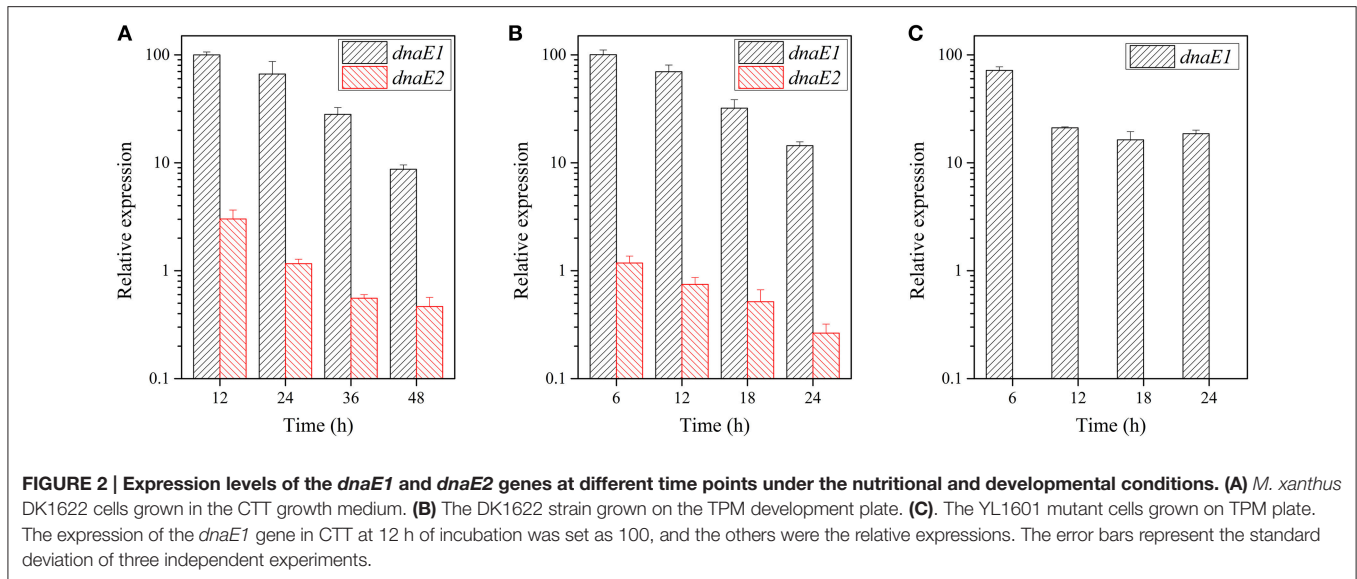 A
100
10
1
0.1
Relative expression
dnaE1
dnaE2
12 24 36 48
Time (h)
B
100
10
1
0.1
Relative expression
dnaE1
dnaE2
6 12 18 24
Time (h)
C
100
10
1
0.1
Relative expression
dnaE1
6 12 18 24
Time (h)
FIGURE 2 | Expression levels of the dnaE1 and dnaE2 genes at different time points under the nutritional and developmental conditions. (A) M. xanthus
DK1622 cells grown in the CTT growth medium. (B) The DK1622 strain grown on the TPM development plate. (C). The YL1601 mutant cells grown on TPM plate.
The expression of the dnaE1 gene in CTT at 12 h of incubation was set as 100, and the others were the relative expressions. The error bars represent the standard
deviation of three independent experiments.